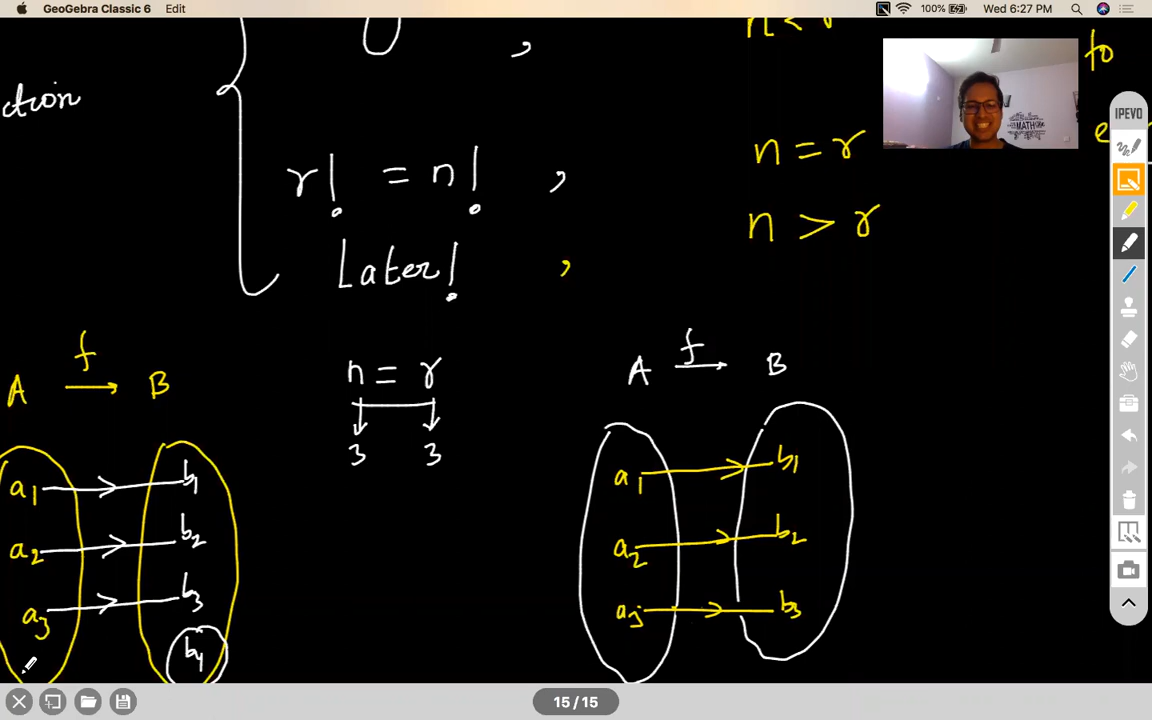 GeoGebra Classic 6 Edit
100% Wed 6:27 PM
n < r
to
ction
MATH
IPEVO
n = r
r! = n! ,
n > r
Later! ,
A f→ B
n = r
3 3
A f→ B
a1 b1
a2 b2
a3 b3
b4
a1 b1
a2 b2
a3 b3
15 / 15